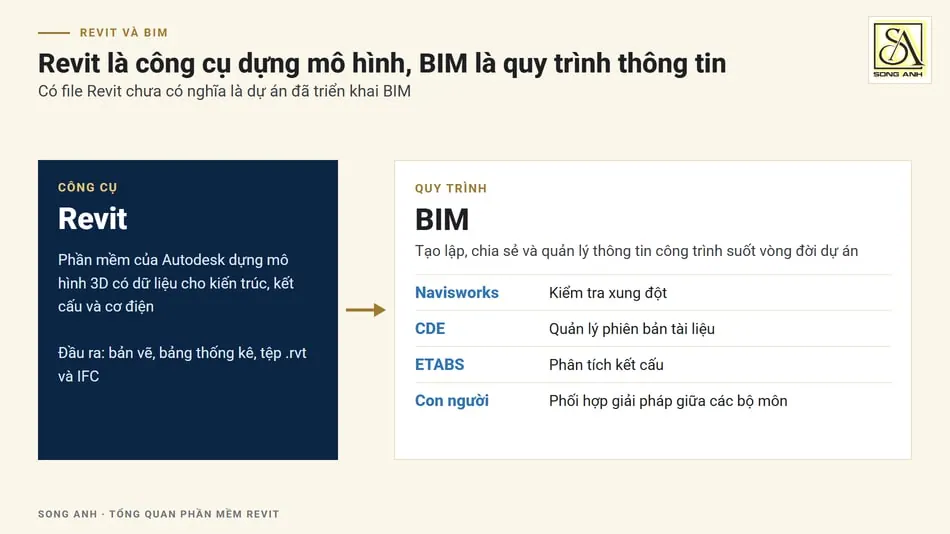 REVIT VÀ BIM
Revit là công cụ dựng mô hình, BIM là quy trình thông tin
Có file Revit chưa có nghĩa là dự án đã triển khai BIM
SA
SONG ANH
CÔNG CỤ
Revit
Phần mềm của Autodesk dựng mô
hình 3D có dữ liệu cho kiến trúc, kết
cấu và cơ điện
Đầu ra: bản vẽ, bảng thống kê, tệp .rvt
và IFC
QUY TRÌNH
BIM
Tạo lập, chia sẻ và quản lý thông tin công trình suốt vòng đời dự án
Navisworks Kiểm tra xung đột
CDE Quản lý phiên bản tài liệu
ETABS Phân tích kết cấu
Con người Phối hợp giải pháp giữa các bộ môn
SONG ANH · TỔNG QUAN PHẦN MỀM REVIT